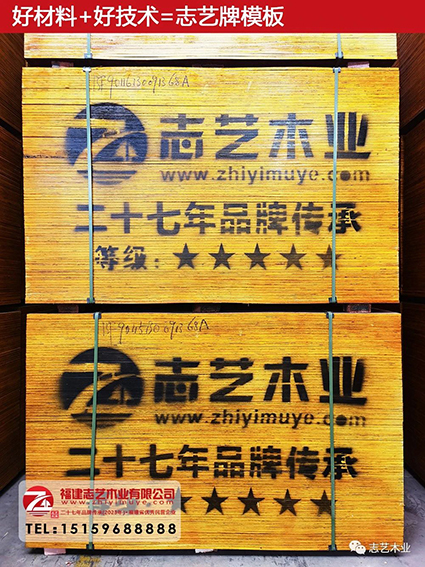 好材料+好技术=志艺牌模板
志艺木业
www.zhiyimuye.com
二十七年品牌传承
等级：★★★★★
志艺木业
www.zhiyimuye.com
二十七年品牌传承
★★★★★
福建志艺木业有限公司
TEL:15159688888
志艺木业